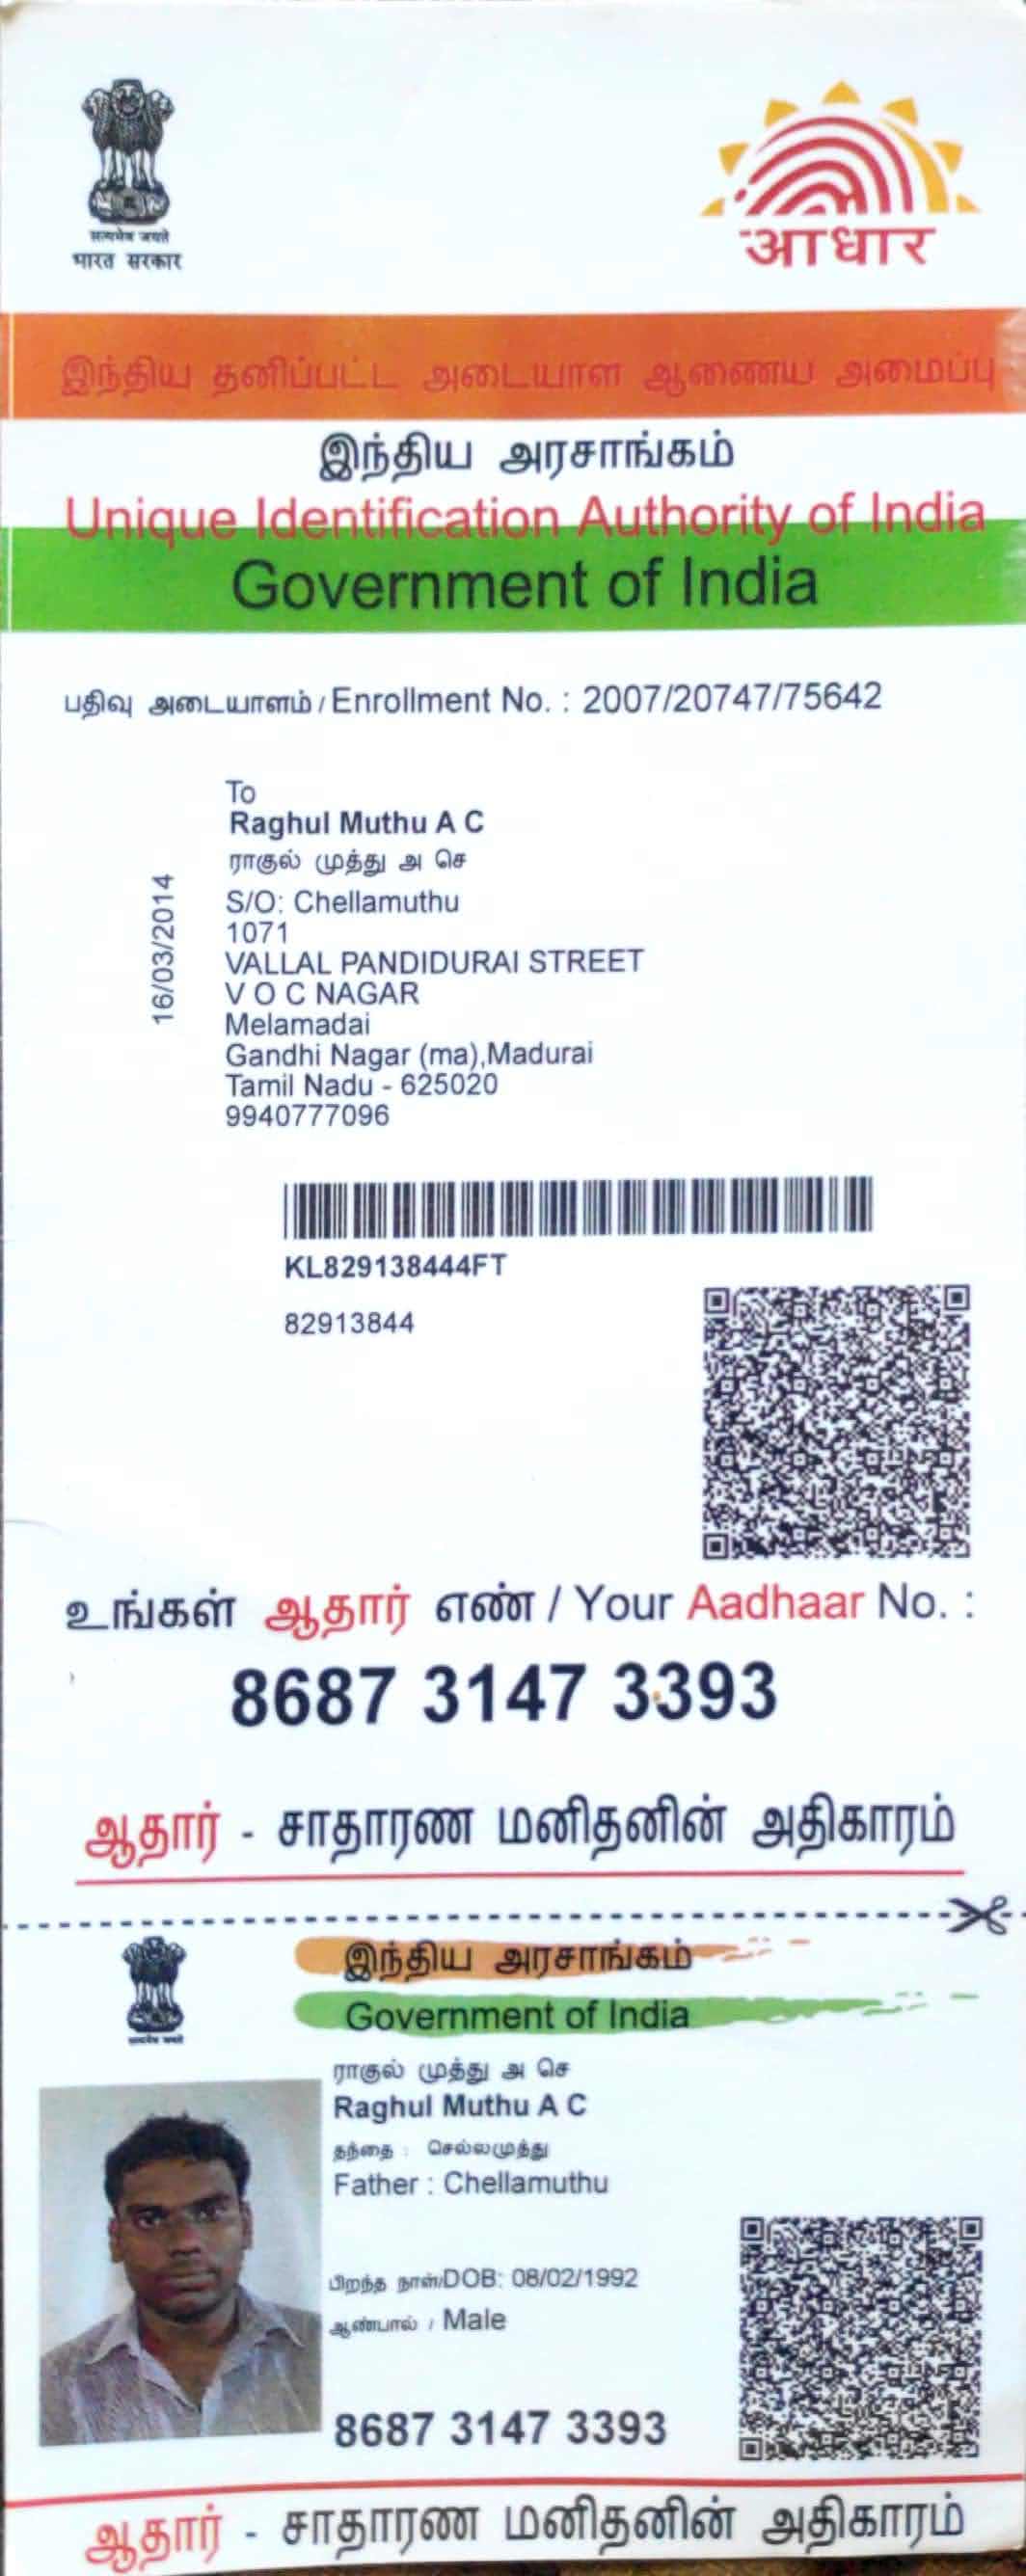 सत्यमेव जयते
भारत सरकार
आधार
இந்திய தனிப்பட்ட அடையாள ஆணைய அமைப்பு
இந்திய அரசாங்கம்
Unique Identification Authority of India
Government of India
பதிவு அடையாளம் / Enrollment No. : 2007/20747/75642
To
Raghul Muthu A C
ராகுல் முத்து அ செ
S/O: Chellamuthu
1071
VALLAL PANDIDURAI STREET
V O C NAGAR
Melamadai
Gandhi Nagar (ma),Madurai
Tamil Nadu - 625020
9940777096
16/03/2014
KL829138444FT
82913844
உங்கள் ஆதார் எண் / Your Aadhaar No. :
8687 3147 3393
ஆதார் - சாதாரண மனிதனின் அதிகாரம்
சத்யமேவ
இந்திய அரசாங்கம்
Government of India
ராகுல் முத்து அ செ
Raghul Muthu A C
தந்தை : செல்லமுத்து
Father : Chellamuthu
பிறந்த நாள்/DOB: 08/02/1992
ஆண்பால் / Male
8687 3147 3393
ஆதார் - சாதாரண மனிதனின் அதிகாரம்